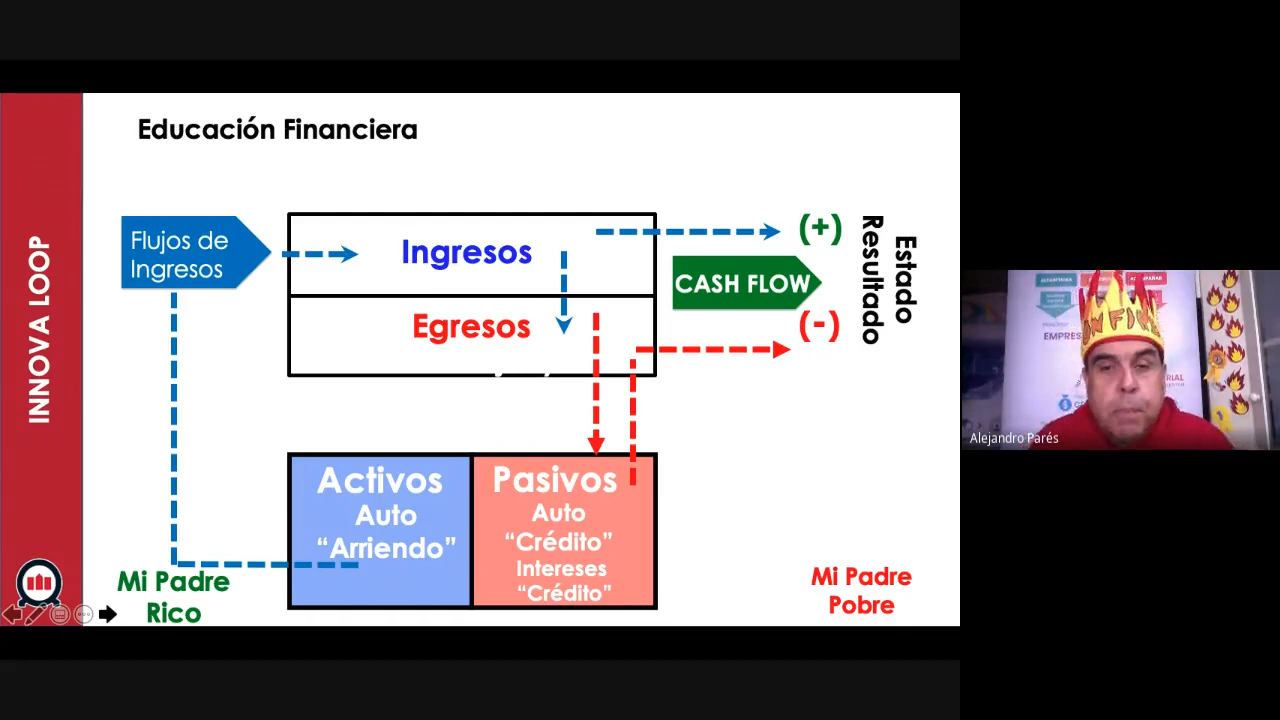 Educación Financiera
INNOVA LOOP
Flujos de
Ingresos
Ingresos
Egresos
(+)
CASH FLOW
(-)
Estado
Resultado
Activos
Auto
“Arriendo”
Pasivos
Auto
“Crédito”
Intereses
“Crédito”
Mi Padre
Rico
Mi Padre
Pobre
Alejandro Parés